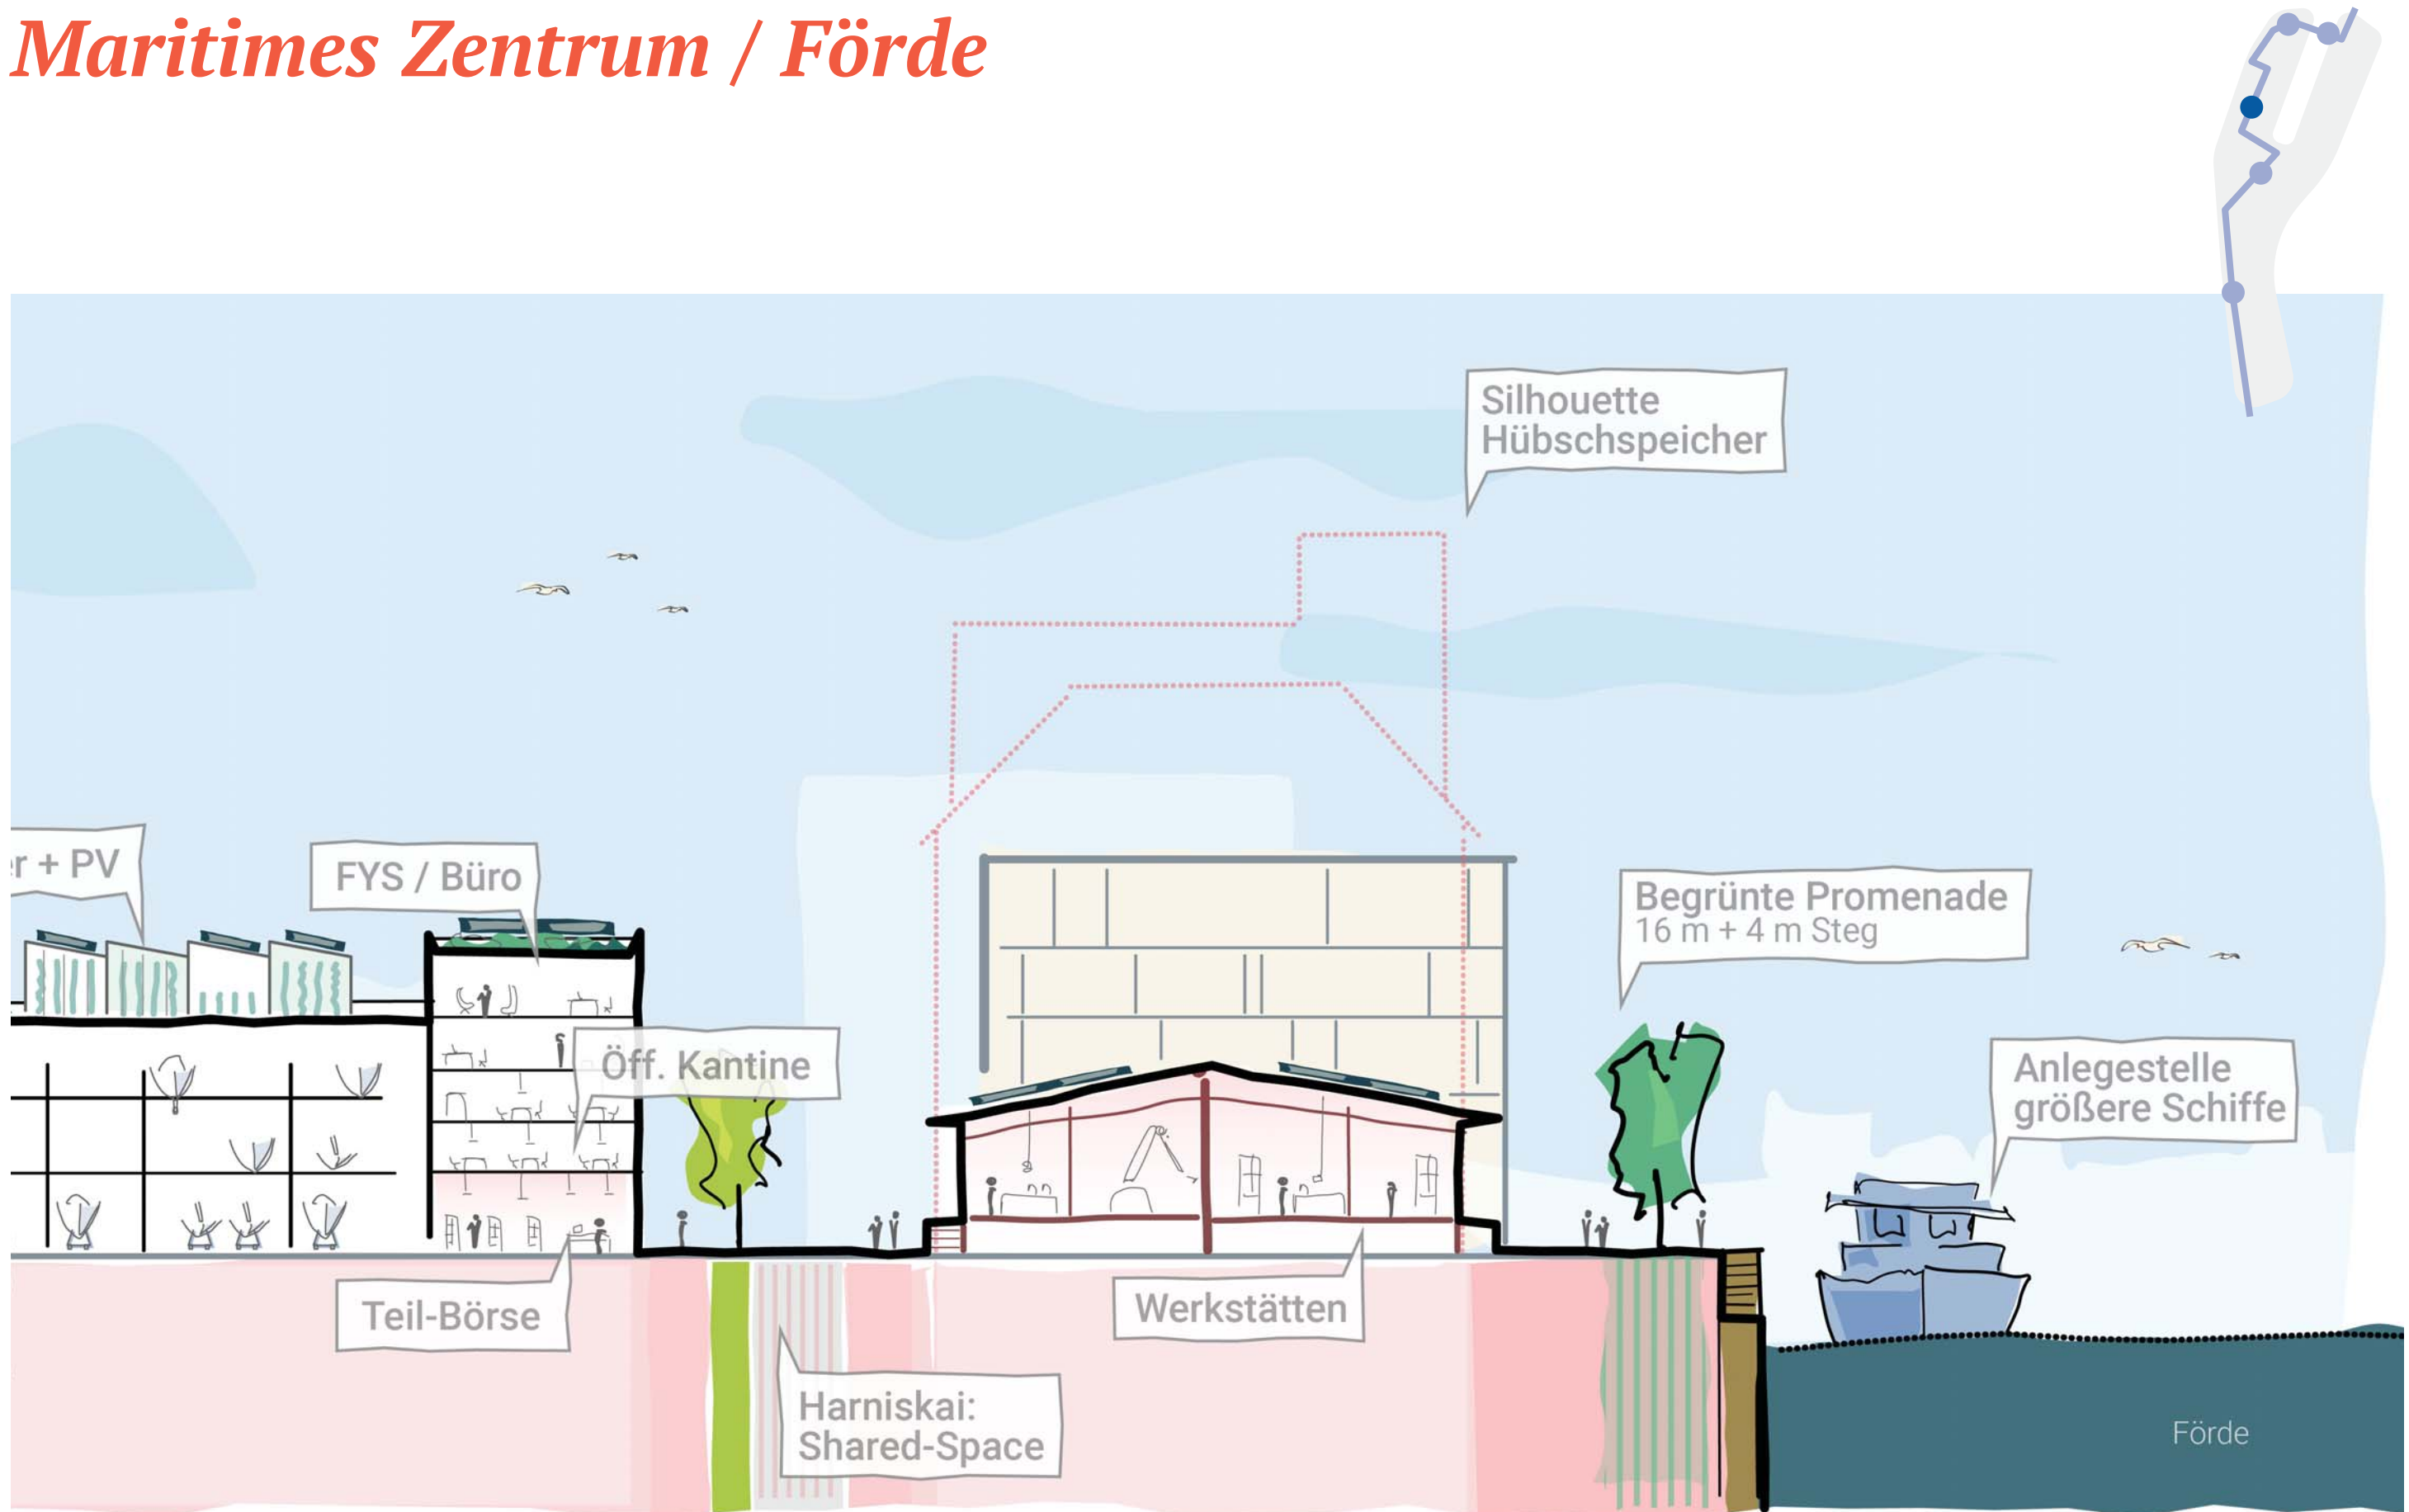 Maritimes Zentrum / Förde
Silhouette
Hübschspeicher
r + PV
FYS / Büro
Begrünte Promenade
16 m + 4 m Steg
Öff. Kantine
Anlegestelle
größere Schiffe
Teil-Börse
Werkstätten
Harniskai:
Shared-Space
Förde